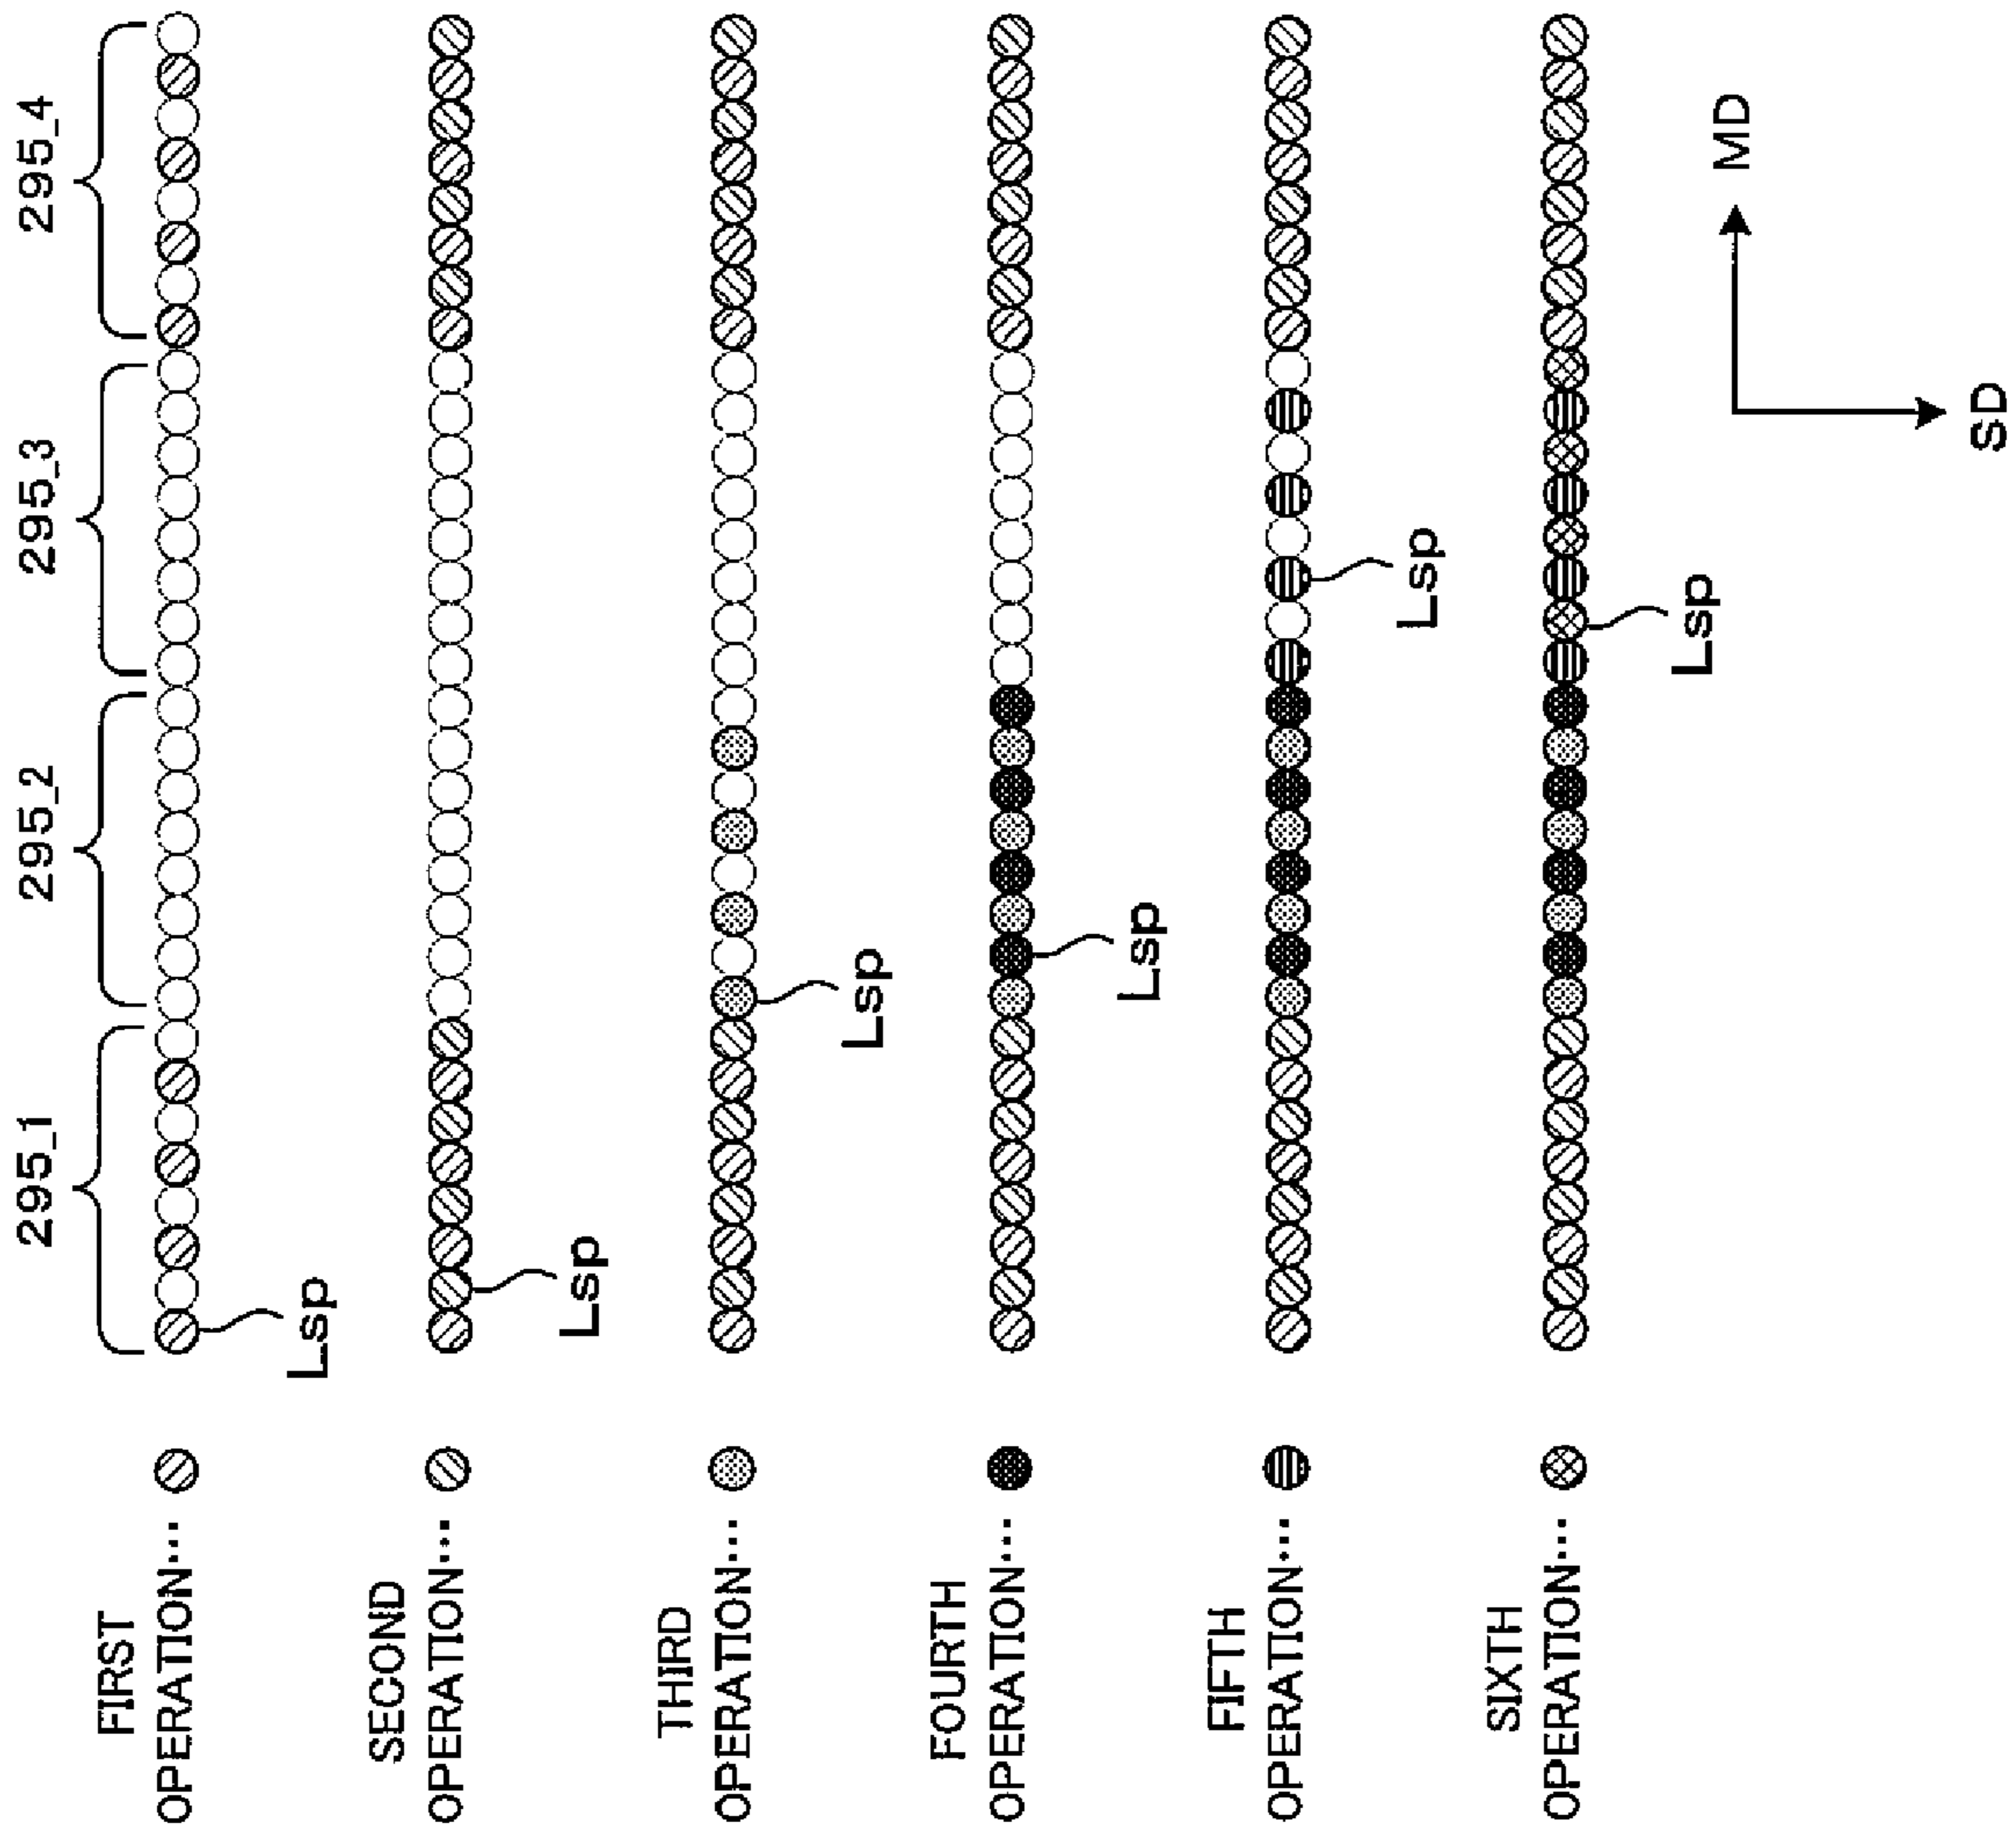 295_1
295_2
295_3
295_4
FIRST
OPERATION···
Lsp
SECOND
OPERATION···
Lsp
THIRD
OPERATION···
Lsp
FOURTH
OPERATION···
Lsp
FIFTH
OPERATION···
Lsp
SIXTH
OPERATION···
Lsp
MD
SD